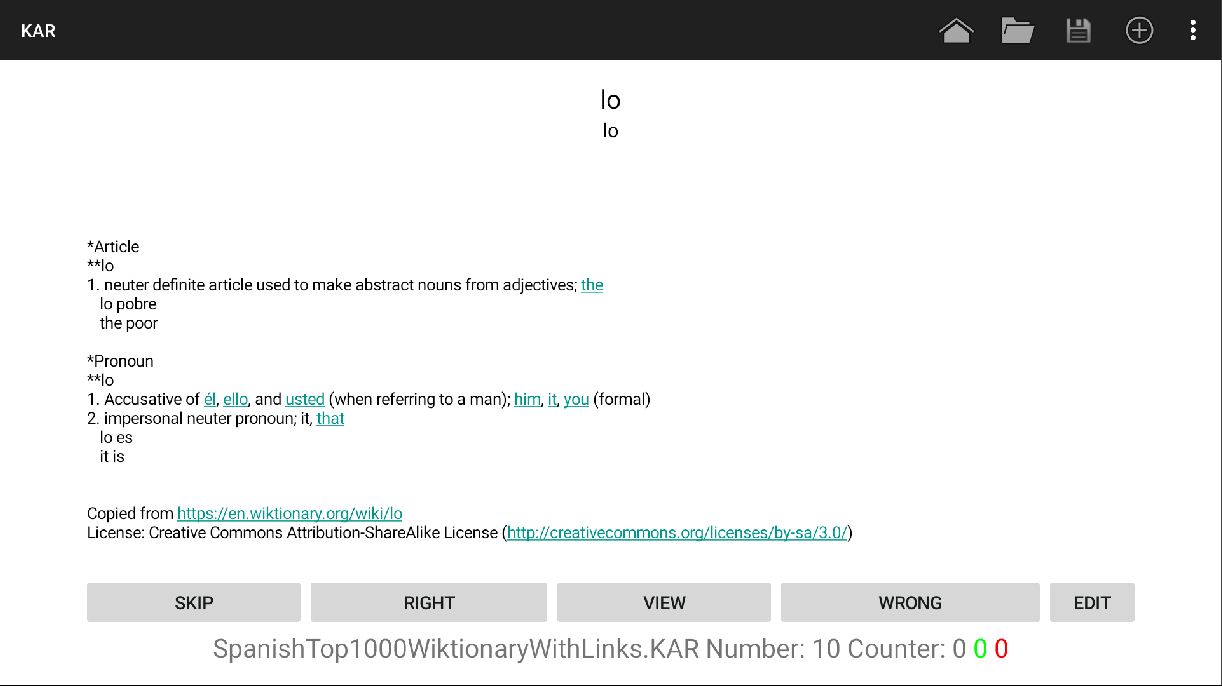 KAR
lo
lo
*Article
**lo
1. neuter definite article used to make abstract nouns from adjectives; the
lo pobre
the poor
*Pronoun
**lo
1. Accusative of él, ello, and usted (when referring to a man); him, it, you (formal)
2. impersonal neuter pronoun; it, that
lo es
it is
Copied from https://en.wiktionary.org/wiki/lo
License: Creative Commons Attribution-ShareAlike License (http://creativecommons.org/licenses/by-sa/3.0/)
SKIP RIGHT VIEW WRONG EDIT
SpanishTop1000WiktionaryWithLinks.KAR Number: 10 Counter: 0 0 0